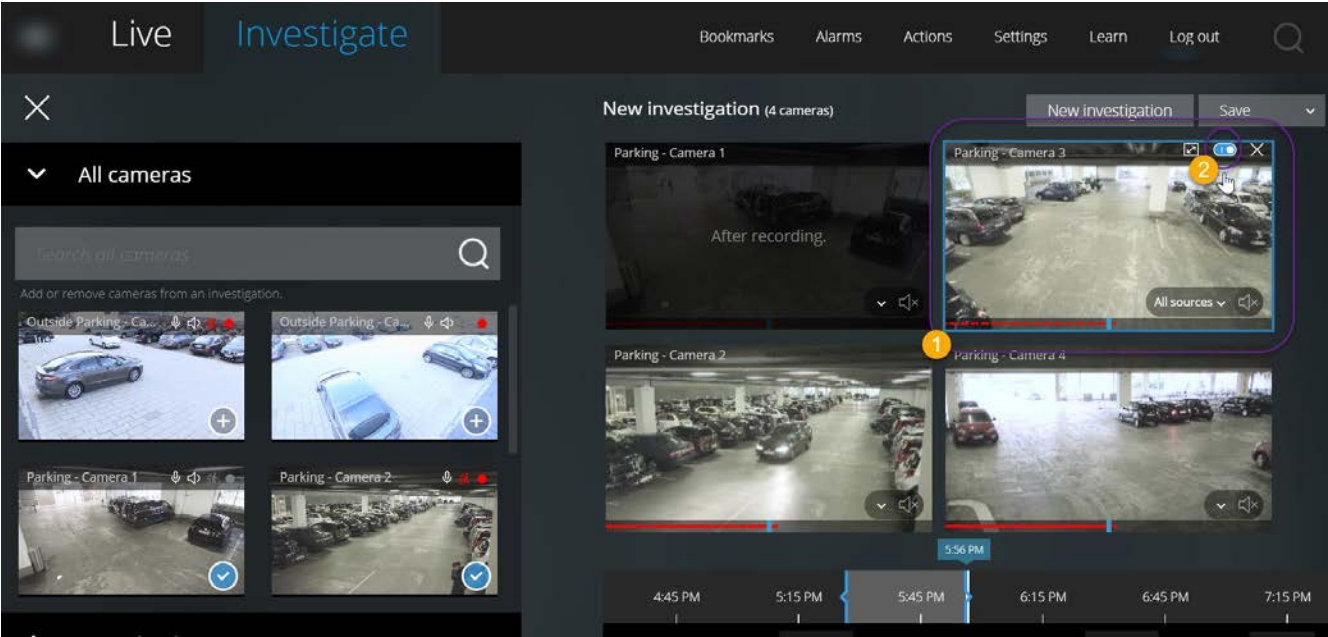 Live
Investigate
Bookmarks
Alarms
Actions
Settings
Learn
Log out
New investigation (4 cameras)
New investigation
Save
All cameras
Search all cameras
Add or remove cameras from an investigation.
Outside Parking - Ca...
Outside Parking - Ca...
Parking - Camera 1
Parking - Camera 2
Parking - Camera 1
After recording.
Parking - Camera 3
2
All sources
1
Parking - Camera 2
Parking - Camera 4
5:56 PM
4:45 PM
5:15 PM
5:45 PM
6:15 PM
6:45 PM
7:15 PM